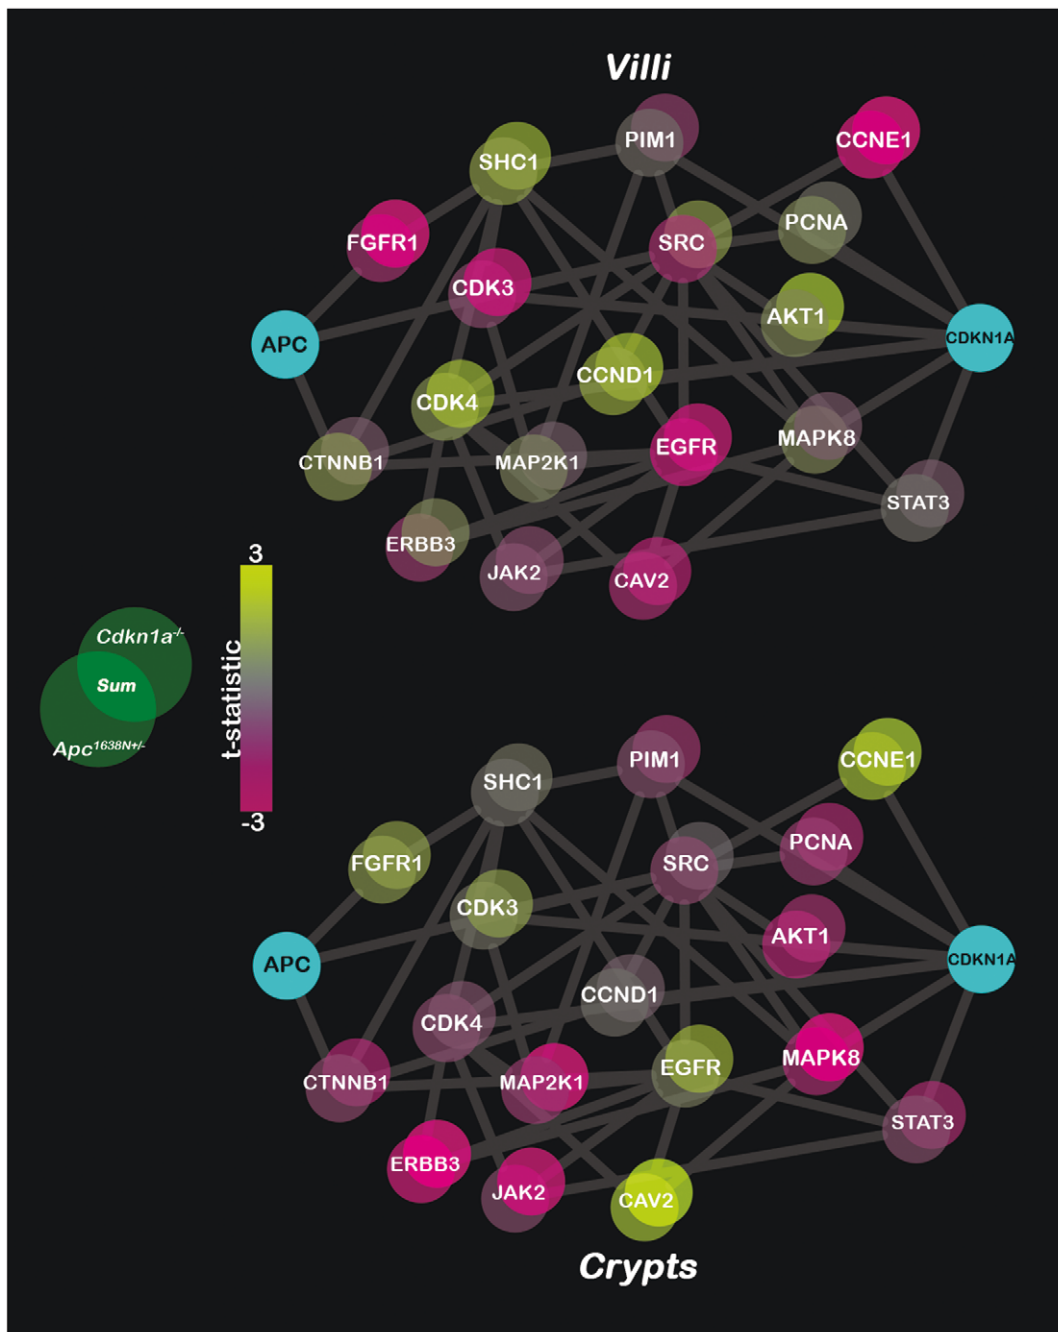 Villi
PIM1
CCNE1
SHC1
PCNA
FGFR1
SRC
CDK3
AKT1
APC
CDKN1A
CCND1
CDK4
MAPK8
EGFR
CTNNB1
MAP2K1
STAT3
ERBB3
JAK2
CAV2
3
t-statistic
-3
Cdkn1a-/-
Sum
Apc1638N+/-
PIM1
CCNE1
SHC1
PCNA
FGFR1
SRC
CDK3
AKT1
APC
CDKN1A
CCND1
CDK4
MAPK8
EGFR
CTNNB1
MAP2K1
STAT3
ERBB3
JAK2
CAV2
Crypts